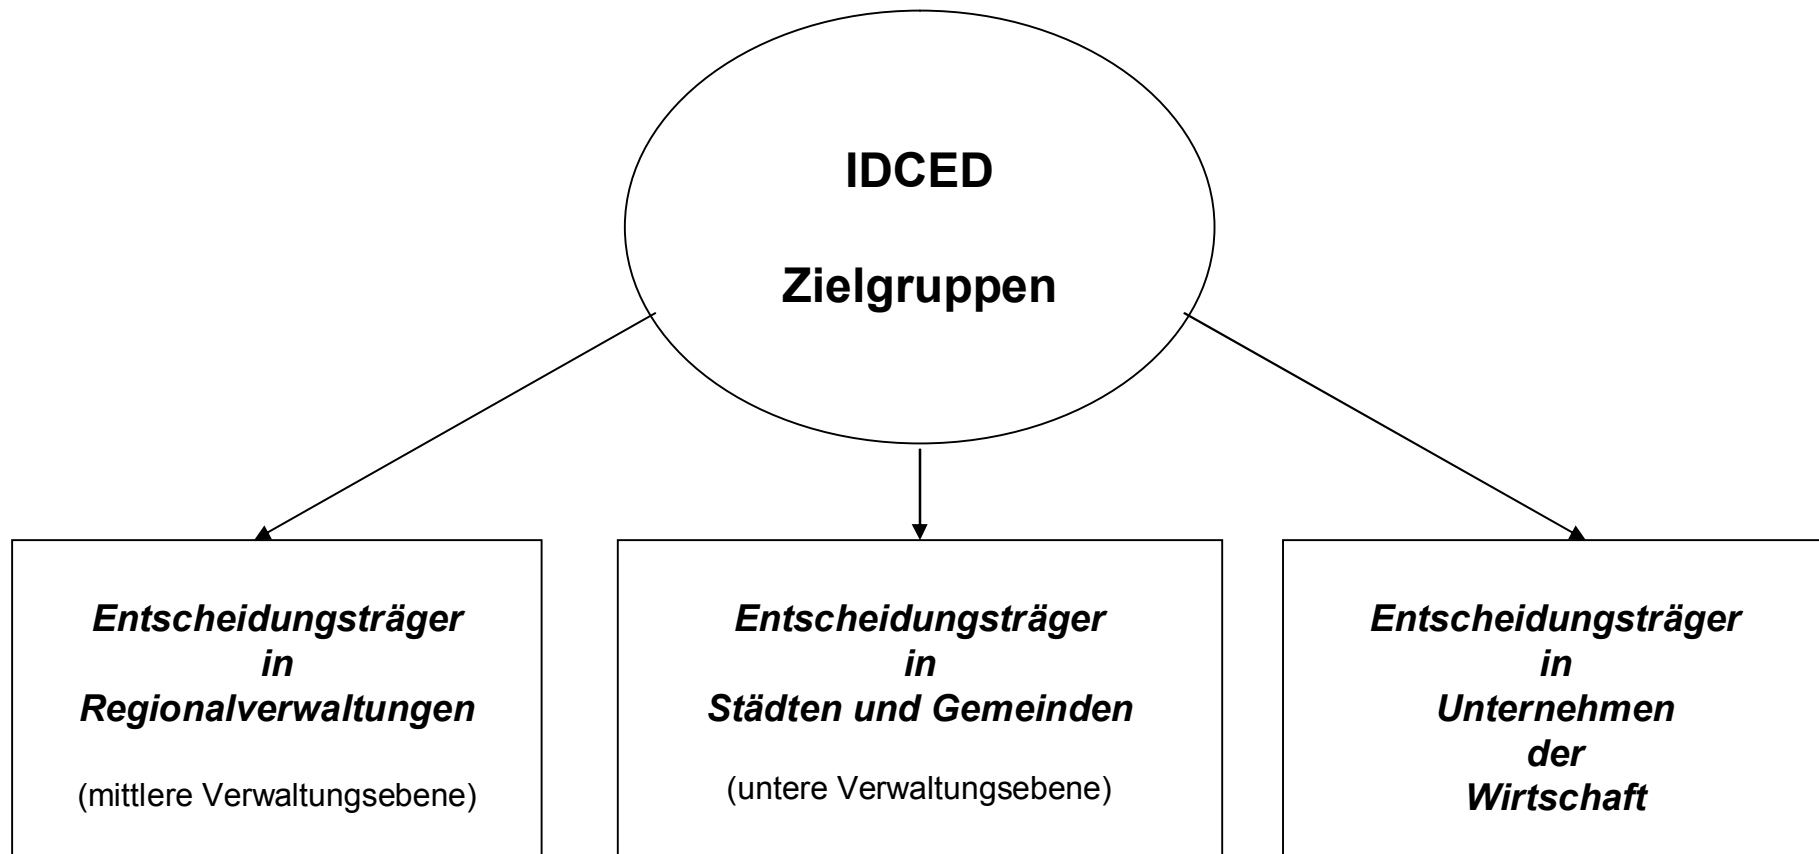 IDCED
Zielgruppen
Entscheidungsträger
in
Regionalverwaltungen
(mittlere Verwaltungsebene)
Entscheidungsträger
in
Städten und Gemeinden
(untere Verwaltungsebene)
Entscheidungsträger
in
Unternehmen
der
Wirtschaft